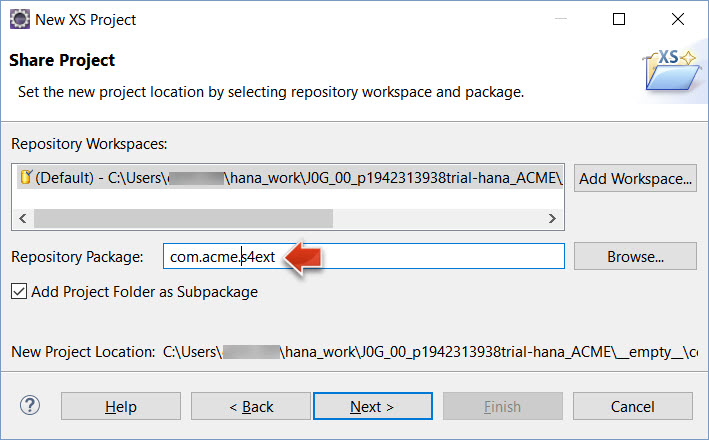 New XS Project
Share Project
XS
Set the new project location by selecting repository workspace and package.
Repository Workspaces:
(Default) - C:\Users\ \hana_work\J0G_00_p1942313938trial-hana_ACME\
Add Workspace...
Repository Package: com.acme.s4ext Browse...
Add Project Folder as Subpackage
New Project Location: C:\Users\ \hana_work\J0G_00_p1942313938trial-hana_ACME\__empty__\co
? Help < Back Next > Finish Cancel